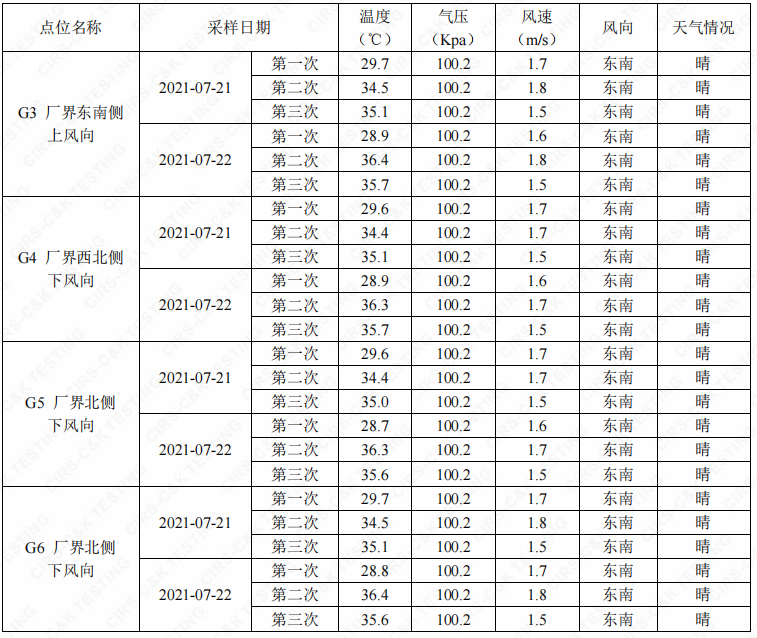 点位名称 采样日期 温度（℃） 气压（Kpa） 风速（m/s） 风向 天气情况
G3 厂界东南侧上风向 2021-07-21 第一次 29.7 100.2 1.7 东南 晴
第二次 34.5 100.2 1.8 东南 晴
第三次 35.1 100.2 1.5 东南 晴
2021-07-22 第一次 28.9 100.2 1.6 东南 晴
第二次 36.4 100.2 1.8 东南 晴
第三次 35.7 100.2 1.5 东南 晴
G4 厂界西北侧下风向 2021-07-21 第一次 29.6 100.2 1.7 东南 晴
第二次 34.4 100.2 1.7 东南 晴
第三次 35.1 100.2 1.5 东南 晴
2021-07-22 第一次 28.9 100.2 1.6 东南 晴
第二次 36.3 100.2 1.7 东南 晴
第三次 35.7 100.2 1.5 东南 晴
G5 厂界北侧下风向 2021-07-21 第一次 29.6 100.2 1.7 东南 晴
第二次 34.4 100.2 1.7 东南 晴
第三次 35.0 100.2 1.5 东南 晴
2021-07-22 第一次 28.7 100.2 1.6 东南 晴
第二次 36.3 100.2 1.7 东南 晴
第三次 35.6 100.2 1.5 东南 晴
G6 厂界北侧下风向 2021-07-21 第一次 29.7 100.2 1.7 东南 晴
第二次 34.5 100.2 1.8 东南 晴
第三次 35.1 100.2 1.5 东南 晴
2021-07-22 第一次 28.8 100.2 1.7 东南 晴
第二次 36.4 100.2 1.8 东南 晴
第三次 35.6 100.2 1.5 东南 晴
CIRS-C&K TESTING